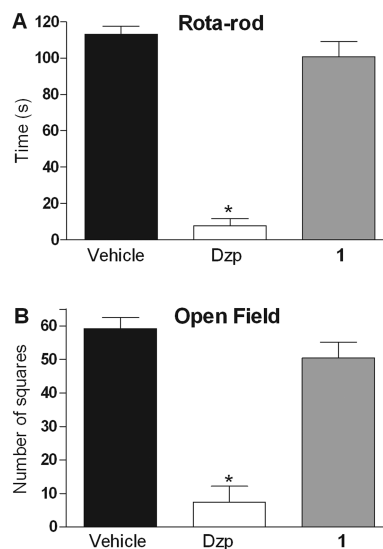 A Rota-rod
Time (s)
120
100
80
60
40
20
0
*
Vehicle Dzp 1
B Open Field
Number of squares
60
50
40
30
20
10
0
*
Vehicle Dzp 1